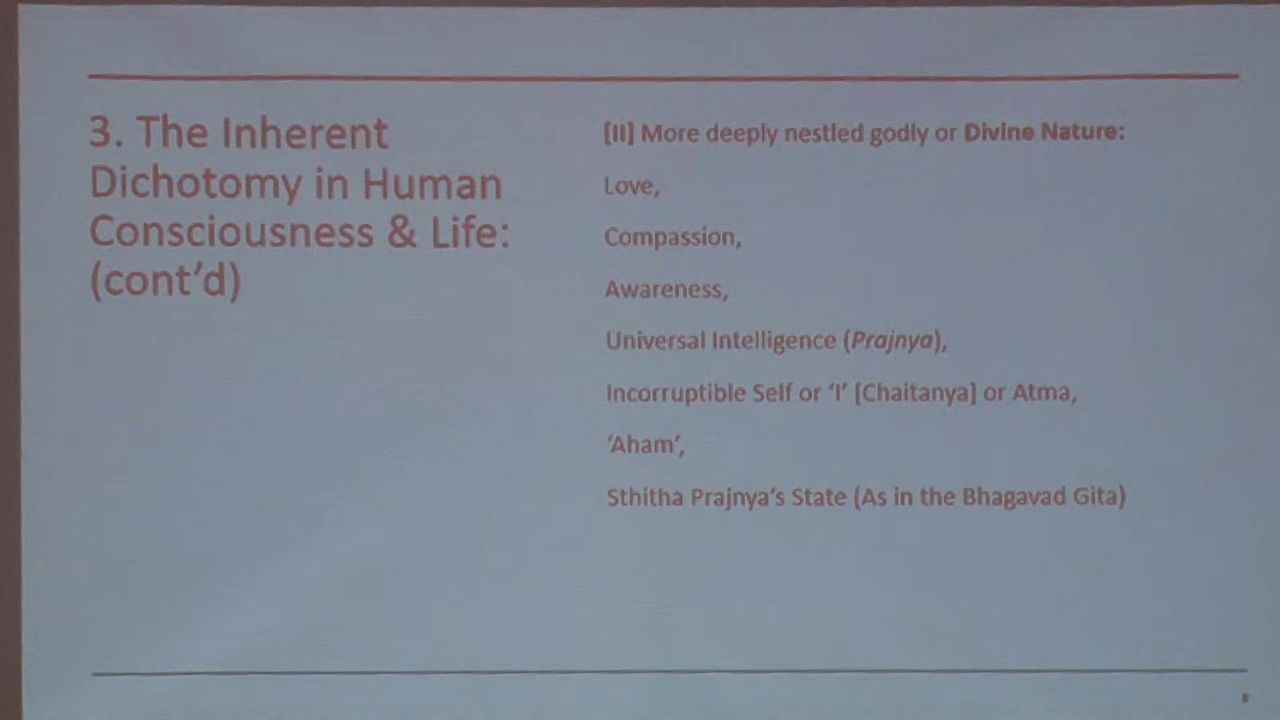 3. The Inherent
Dichotomy in Human
Consciousness & Life:
(cont'd)
[II] More deeply nestled godly or Divine Nature:
Love,
Compassion,
Awareness,
Universal Intelligence (Prajnya),
Incorruptible Self or 'I' [Chaitanya] or Atma,
'Aham',
Sthitha Prajnya's State (As in the Bhagavad Gita)